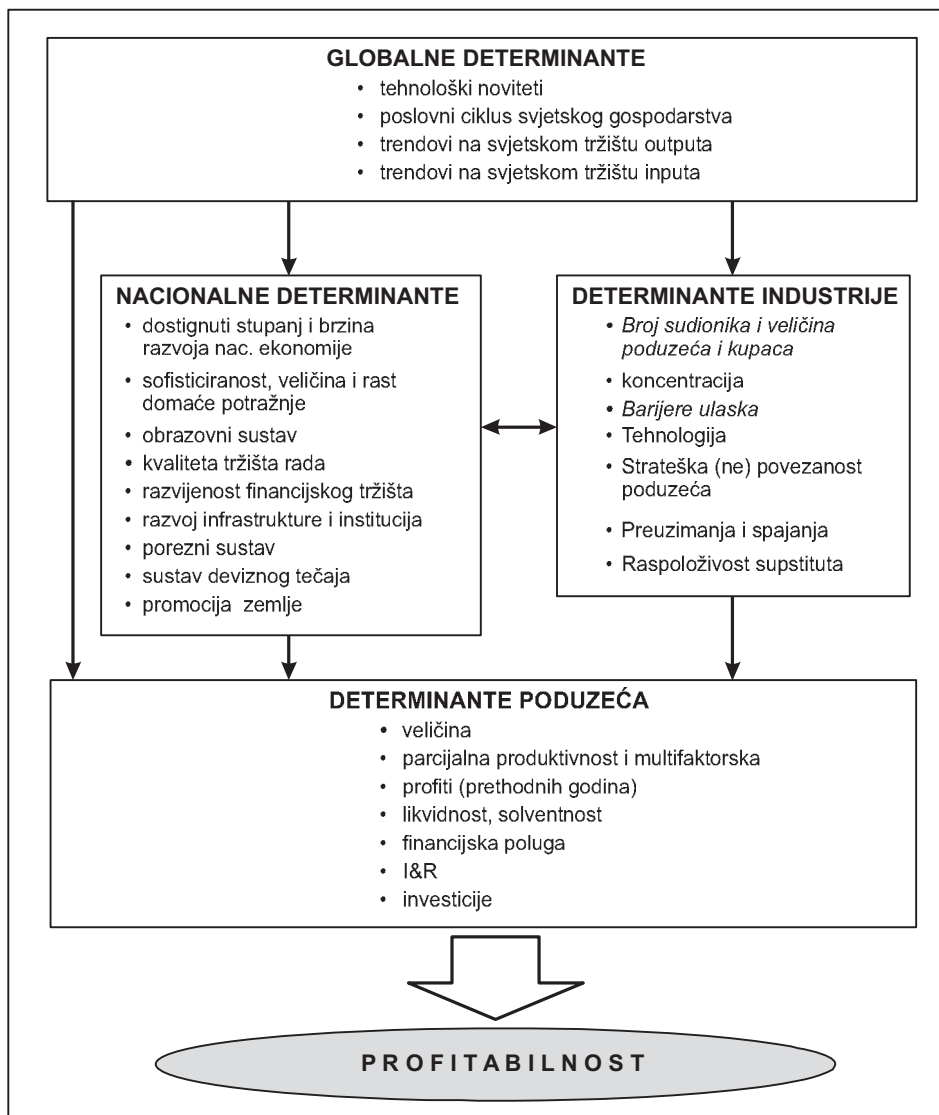 GLOBALNE DETERMINANTE
• tehnološki noviteti
• poslovni ciklus svjetskog gospodarstva
• trendovi na svjetskom tržištu outputa
• trendovi na svjetskom tržištu inputa
NACIONALNE DETERMINANTE
• dostignuti stupanj i brzina
razvoja nac. ekonomije
• sofisticiranost, veličina i rast
domaće potražnje
• obrazovni sustav
• kvaliteta tržišta rada
• razvijenost financijskog tržišta
• razvoj infrastrukture i institucija
• porezni sustav
• sustav deviznog tečaja
• promocija zemlje
DETERMINANTE INDUSTRIJE
• Broj sudionika i veličina
poduzeća i kupaca
• koncentracija
• Barijere ulaska
• Tehnologija
• Strateška (ne) povezanost
poduzeća
• Preuzimanja i spajanja
• Raspoloživost supstituta
DETERMINANTE PODUZEĆA
• veličina
• parcijalna produktivnost i multifaktorska
• profiti (prethodnih godina)
• likvidnost, solventnost
• financijska poluga
• I&R
• investicije
PROFITABILNOST